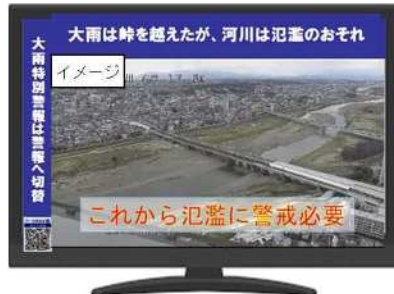 大雨は峠を越えたが、河川は氾濫のおそれ
大雨特別警報は警報へ切替
イメージ
これから氾濫に警戒必要